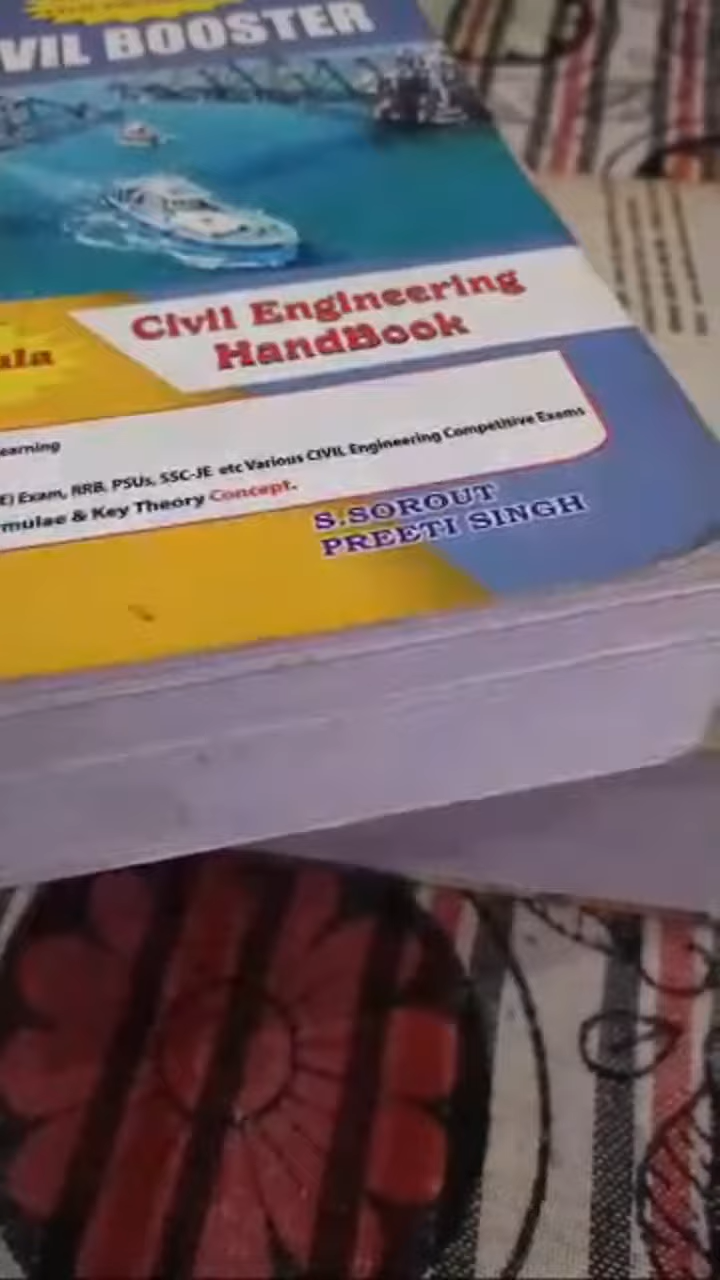 VIL BOOSTER
Civil Engineering
HandBook
ula
earning
E) Exam, RRB, PSUs, SSC-JE etc Various CIVIL Engineering Competitive Exams
mulae & Key Theory Concept.
S.SOROUT
PREETI SINGH